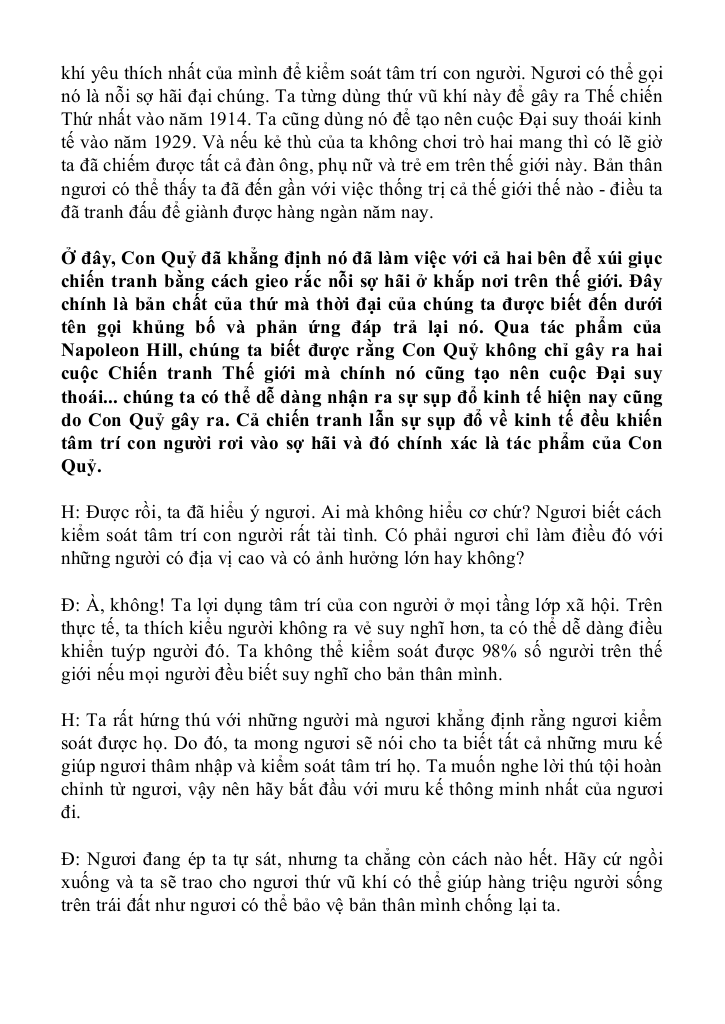 khí yêu thích nhất của mình để kiểm soát tâm trí con người. Ngươi có thể gọi
nó là nỗi sợ hãi đại chúng. Ta từng dùng thứ vũ khí này để gây ra Thế chiến
Thứ nhất vào năm 1914. Ta cũng dùng nó để tạo nên cuộc Đại suy thoái kinh
tế vào năm 1929. Và nếu kẻ thù của ta không chơi trò hai mang thì có lẽ giờ
ta đã chiếm được tất cả đàn ông, phụ nữ và trẻ em trên thế giới này. Bản thân
ngươi có thể thấy ta đã đến gần với việc thống trị cả thế giới thế nào - điều ta
đã tranh đấu để giành được hàng ngàn năm nay.
Ở đây, Con Quỷ đã khẳng định nó đã làm việc với cả hai bên để xúi giục
chiến tranh bằng cách gieo rắc nỗi sợ hãi ở khắp nơi trên thế giới. Đây
chính là bản chất của thứ mà thời đại của chúng ta được biết đến dưới
tên gọi khủng bố và phản ứng đáp trả lại nó. Qua tác phẩm của
Napoleon Hill, chúng ta biết được rằng Con Quỷ không chỉ gây ra hai
cuộc Chiến tranh Thế giới mà chính nó cũng tạo nên cuộc Đại suy
thoái... chúng ta có thể dễ dàng nhận ra sự sụp đổ kinh tế hiện nay cũng
do Con Quỷ gây ra. Cả chiến tranh lẫn sự sụp đổ về kinh tế đều khiến
tâm trí con người rơi vào sợ hãi và đó chính xác là tác phẩm của Con
Quỷ.
H: Được rồi, ta đã hiểu ý ngươi. Ai mà không hiểu cơ chứ? Ngươi biết cách
kiểm soát tâm trí con người rất tài tình. Có phải ngươi chỉ làm điều đó với
những người có địa vị cao và có ảnh hưởng lớn hay không?
Đ: À, không! Ta lợi dụng tâm trí của con người ở mọi tầng lớp xã hội. Trên
thực tế, ta thích kiểu người không ra vẻ suy nghĩ hơn, ta có thể dễ dàng điều
khiển tuýp người đó. Ta không thể kiểm soát được 98% số người trên thế
giới nếu mọi người đều biết suy nghĩ cho bản thân mình.
H: Ta rất hứng thú với những người mà ngươi khẳng định rằng ngươi kiểm
soát được họ. Do đó, ta mong ngươi sẽ nói cho ta biết tất cả những mưu kế
giúp ngươi thâm nhập và kiểm soát tâm trí họ. Ta muốn nghe lời thú tội hoàn
chỉnh từ ngươi, vậy nên hãy bắt đầu với mưu kế thông minh nhất của ngươi
đi.
Đ: Ngươi đang ép ta tự sát, nhưng ta chẳng còn cách nào hết. Hãy cứ ngồi
xuống và ta sẽ trao cho ngươi thứ vũ khí có thể giúp hàng triệu người sống
trên trái đất như ngươi có thể bảo vệ bản thân mình chống lại ta.